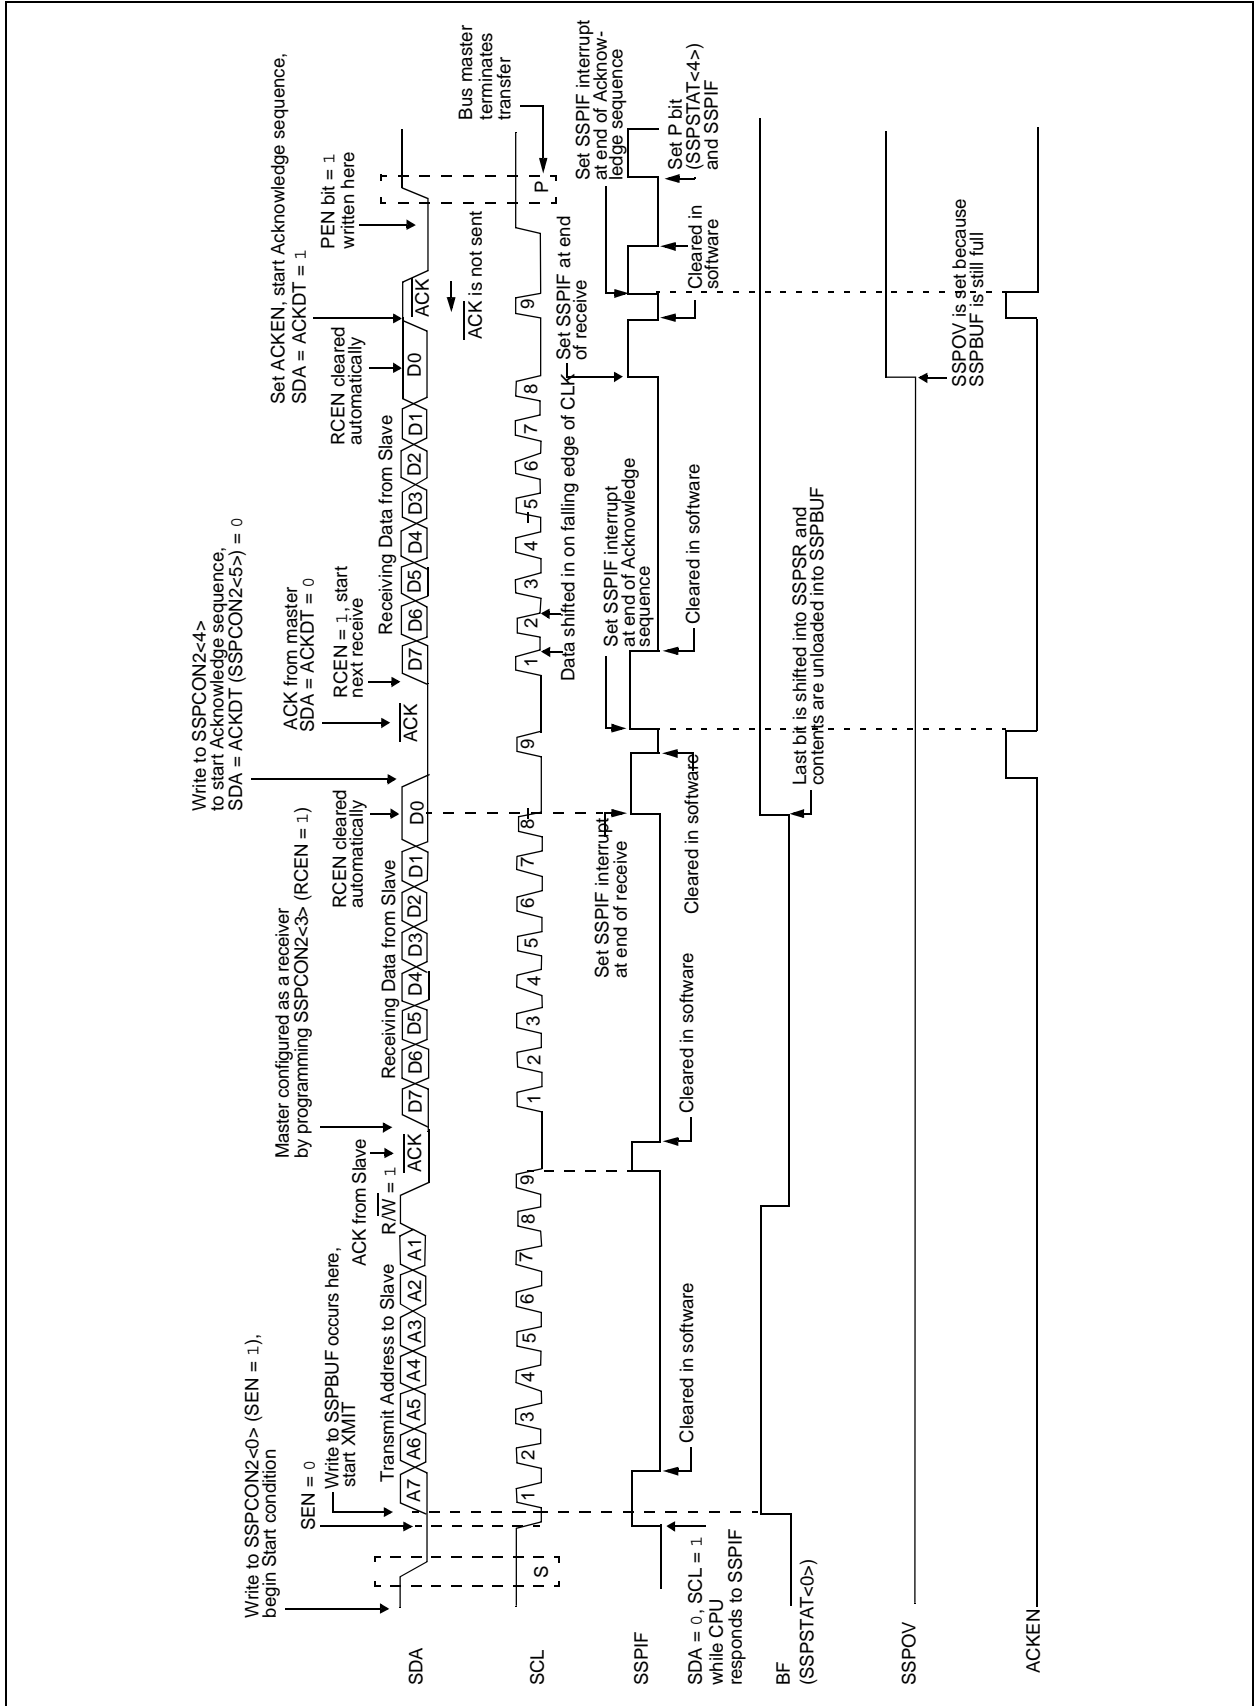 Write to SSPCON2<0> (SEN = 1),
begin Start condition
SEN = 0
Write to SSPBUF occurs here,
start XMIT
Transmit Address to Slave
R/W = 1
ACK from Slave
Master configured as a receiver
by programming SSPCON2<3> (RCEN = 1)
Receiving Data from Slave
RCEN cleared
automatically
Write to SSPCON2<4>
to start Acknowledge sequence,
SDA = ACKDT (SSPCON2<5>) = 0
ACK from master
SDA = ACKDT = 0
RCEN = 1, start
next receive
Receiving Data from Slave
RCEN cleared
automatically
Set ACKEN, start Acknowledge sequence,
SDA = ACKDT = 1
PEN bit = 1
written here
SDA
A7 A6 A5 A4 A3 A2 A1 ACK D7 D6 D5 D4 D3 D2 D1 D0 ACK D7 D6 D5 D4 D3 D2 D1 D0 ACK
ACK is not sent
Bus master
terminates
transfer
SCL
S 1 2 3 4 5 6 7 8 9 1 2 3 4 5 6 7 8 9 1 2 3 4 5 6 7 8 9 P
Data shifted in on falling edge of CLK
Set SSPIF interrupt
at end of receive
Set SSPIF interrupt
at end of Acknowledge
sequence
Set SSPIF at end
of receive
Set SSPIF interrupt
at end of Acknow-
ledge sequence
SSPIF
SDA = 0, SCL = 1
while CPU
responds to SSPIF
Cleared in software
Cleared in software
Cleared in software
Cleared in software
Cleared in
software
Set P bit
(SSPSTAT<4>)
and SSPIF
BF
(SSPSTAT<0>)
Last bit is shifted into SSPSR and
contents are unloaded into SSPBUF
SSPOV
SSPOV is set because
SSPBUF is still full
ACKEN